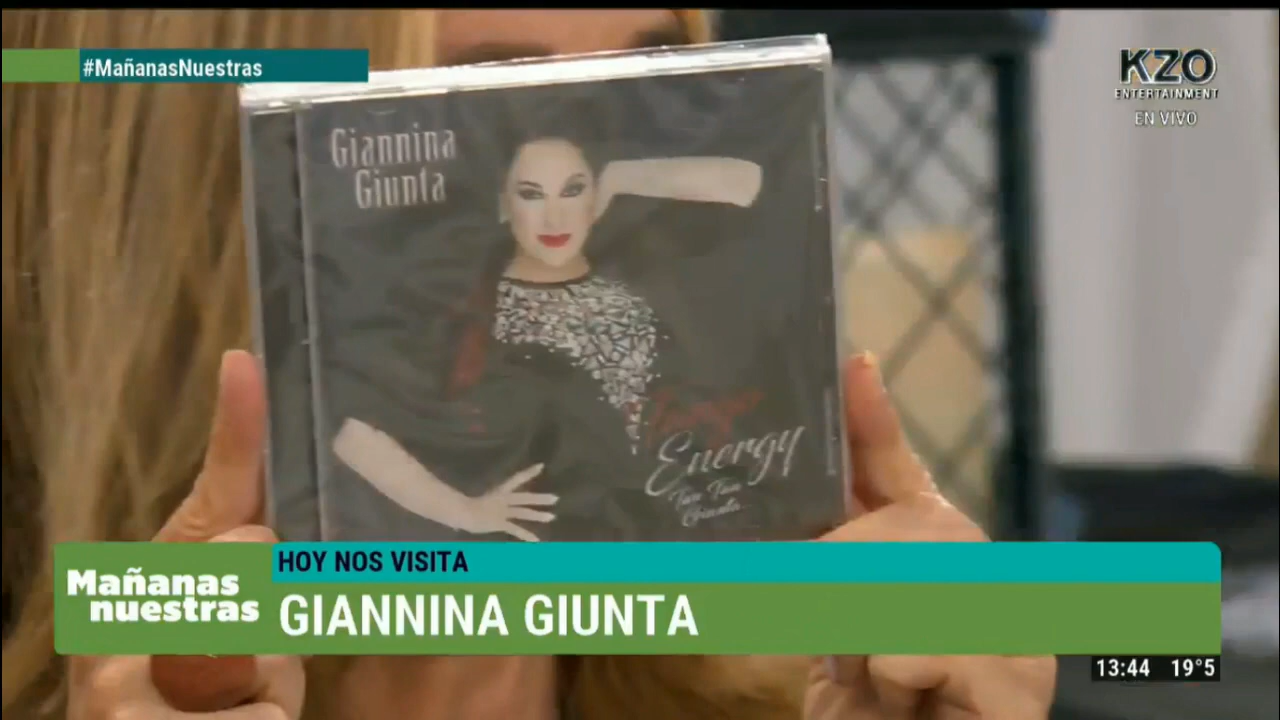 #MañanasNuestras
KZO
ENTERTAINMENT
EN VIVO
Giannina
Giunta
Tango
Energy
HOY NOS VISITA
Mañanas
nuestras
GIANNINA GIUNTA
13:44 19°5